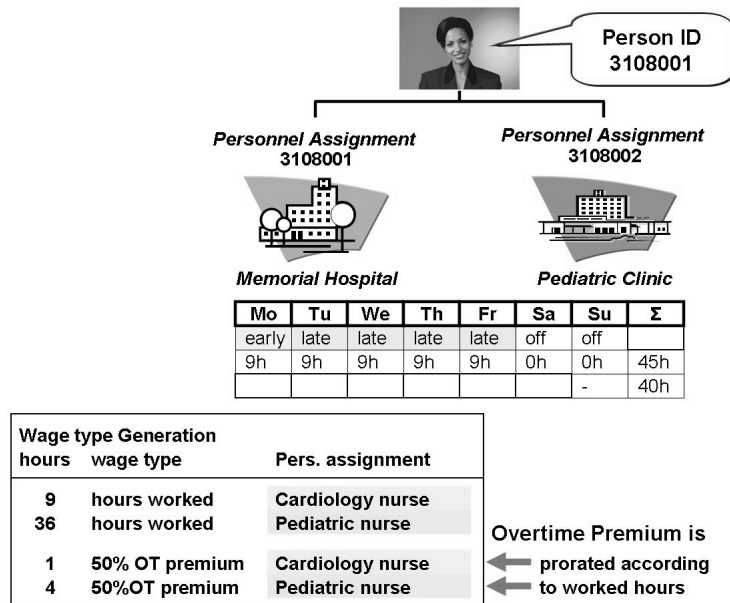 Person ID
3108001
Personnel Assignment
3108001
Personnel Assignment
3108002
Memorial Hospital
Pediatric Clinic
Mo Tu We Th Fr Sa Su Σ
early late late late late off off
9h 9h 9h 9h 9h 0h 0h 45h
- 40h
Wage type Generation
hours wage type Pers. assignment
9 hours worked Cardiology nurse
36 hours worked Pediatric nurse
1 50% OT premium Cardiology nurse
4 50%OT premium Pediatric nurse
Overtime Premium is
prorated according
to worked hours